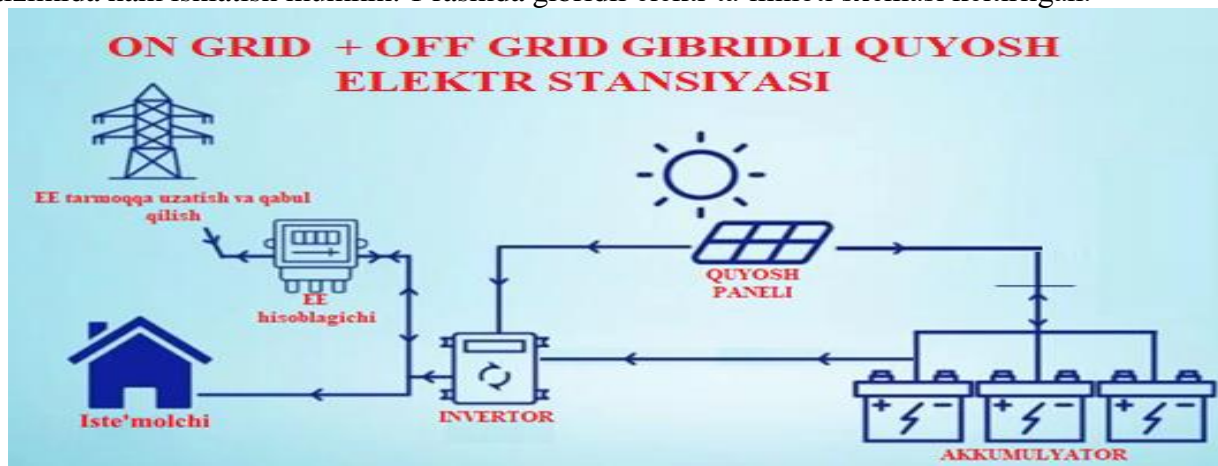 ON GRID + OFF GRID GIBRIDLI QUYOSH
ELEKTR STANSIYASI
EE tarmoqqa uzatish va qabul
qilish
EE
hisoblagichi
QUYOSH
PANELI
Iste'molchi
INVERTOR
AKKUMULYATOR